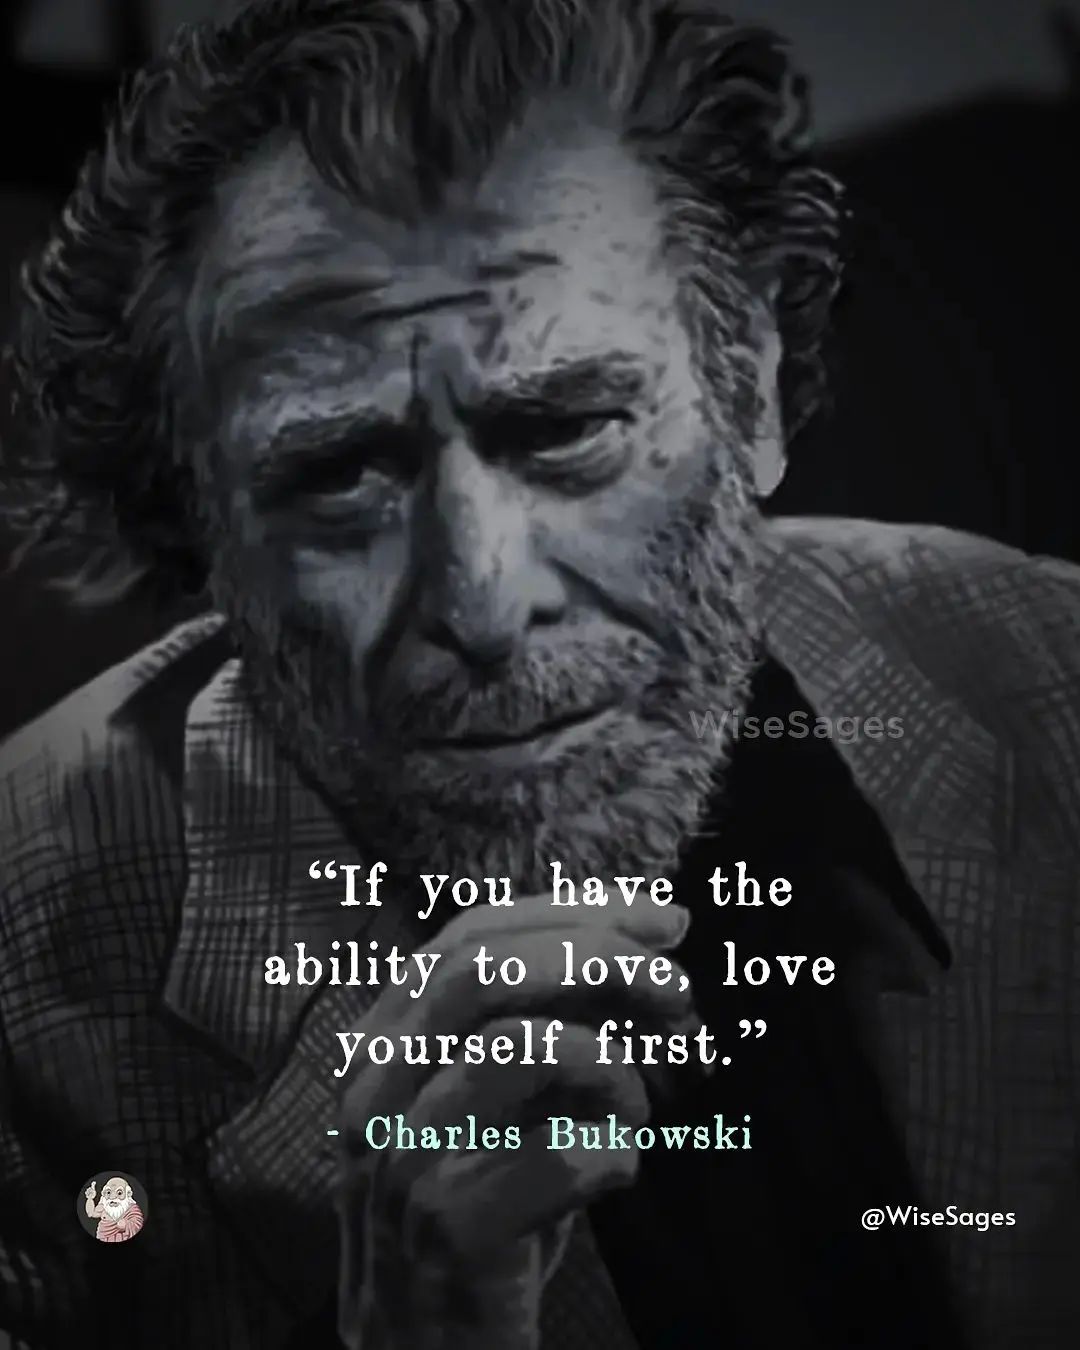 WiseSages
“If you have the
ability to love, love
yourself first.”
- Charles Bukowski
@WiseSages